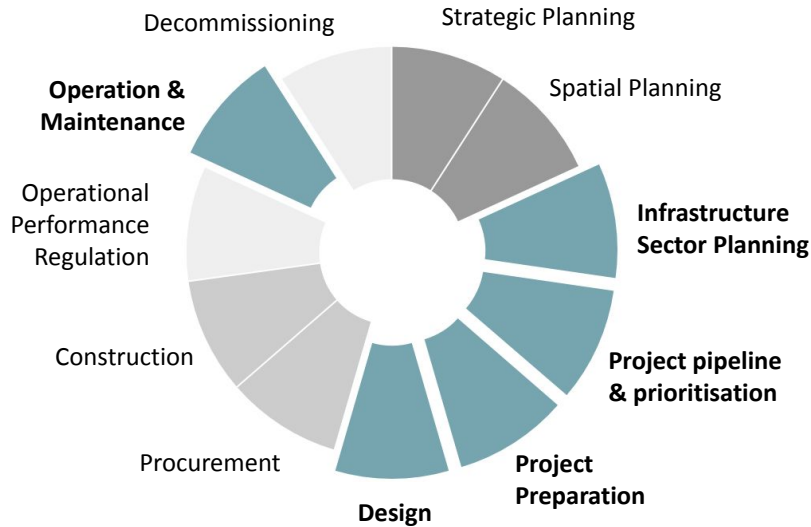 Strategic Planning
Spatial Planning
Infrastructure
Sector Planning
Project pipeline
& prioritisation
Project
Preparation
Design
Procurement
Construction
Operational
Performance
Regulation
Operation &
Maintenance
Decommissioning